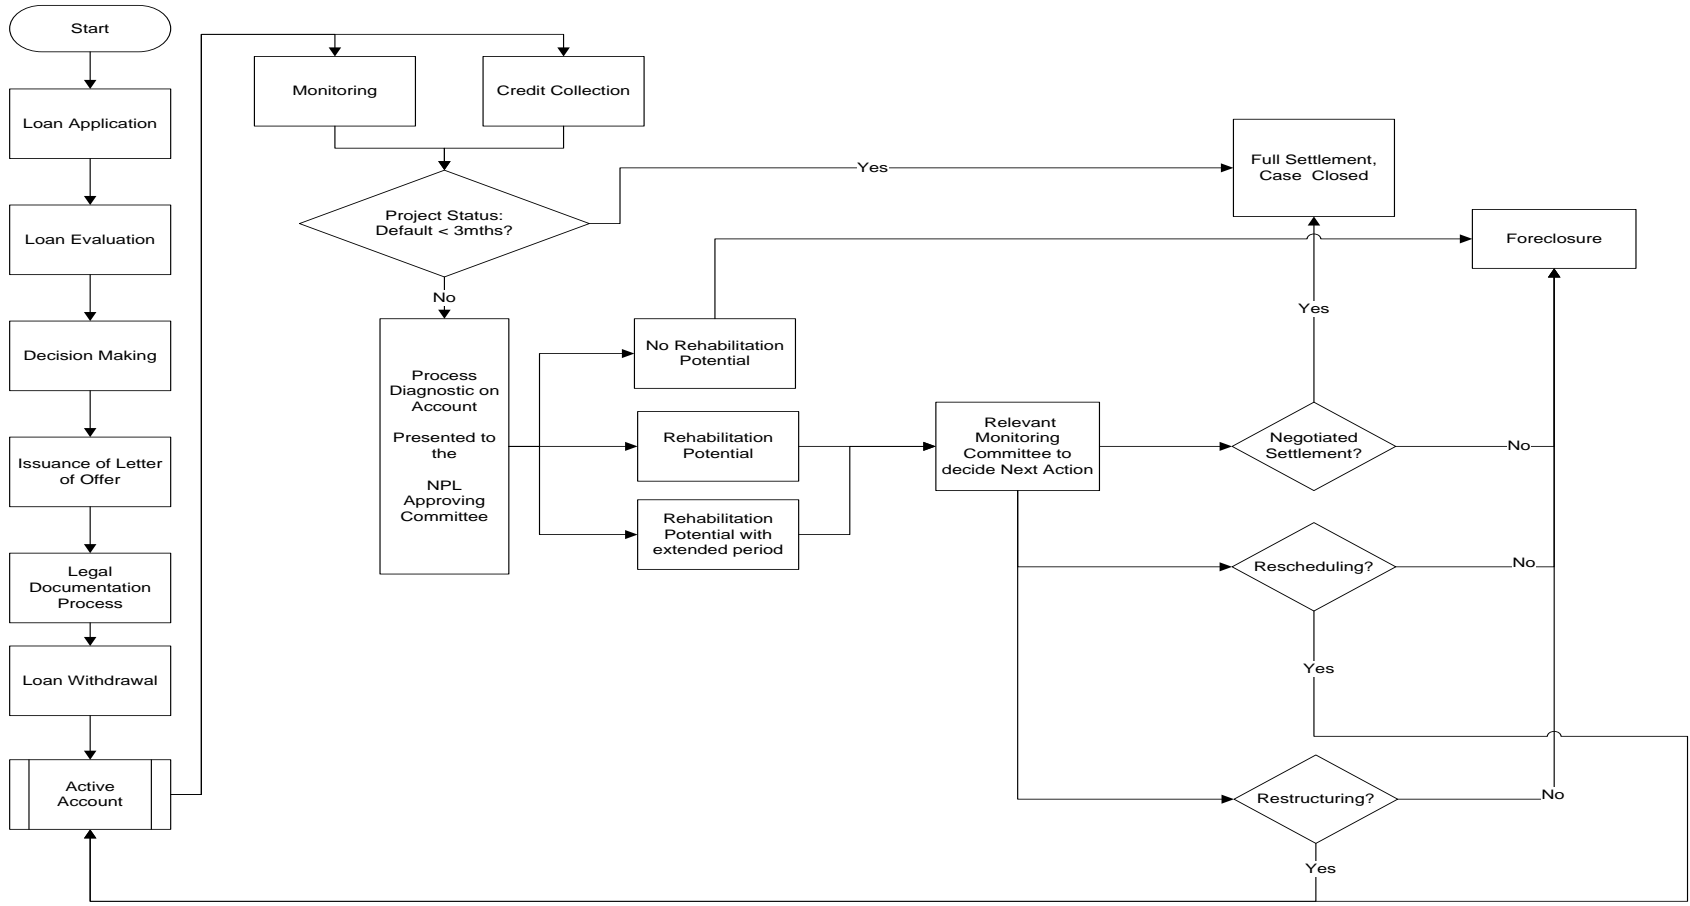 Start
Loan Application
Loan Evaluation
Decision Making
Issuance of Letter
of Offer
Legal
Documentation
Process
Loan Withdrawal
Active
Account
Monitoring
Credit Collection
Project Status:
Default < 3mths?
Yes
No
Process
Diagnostic on
Account
Presented to
the
NPL
Approving
Committee
No Rehabilitation
Potential
Rehabilitation
Potential
Rehabilitation
Potential with
extended period
Relevant
Monitoring
Committee to
decide Next Action
Full Settlement,
Case Closed
Foreclosure
Yes
Negotiated
Settlement?
No
Rescheduling?
No
Yes
Restructuring?
No
Yes